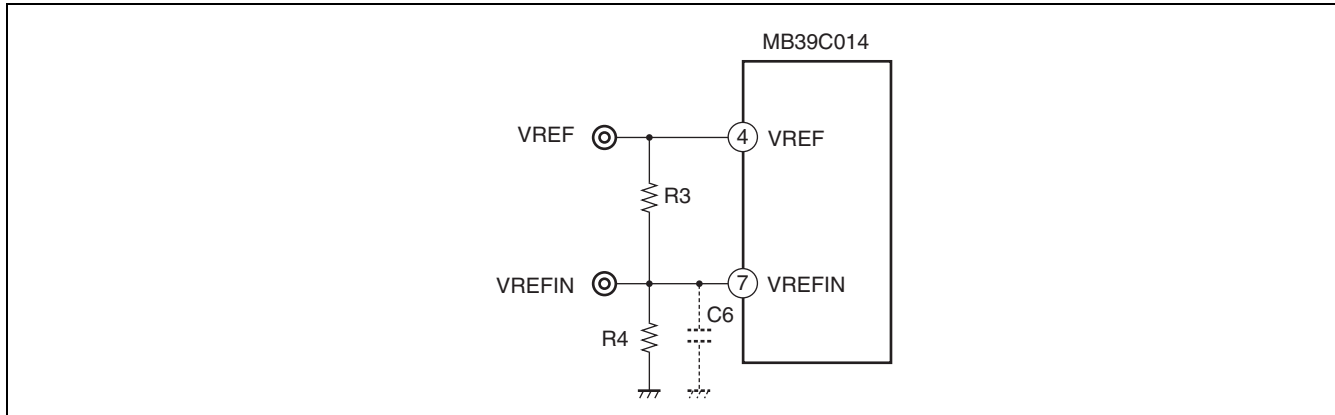 MB39C014
VREF
4
VREF
R3
VREFIN
7
VREFIN
C6
R4